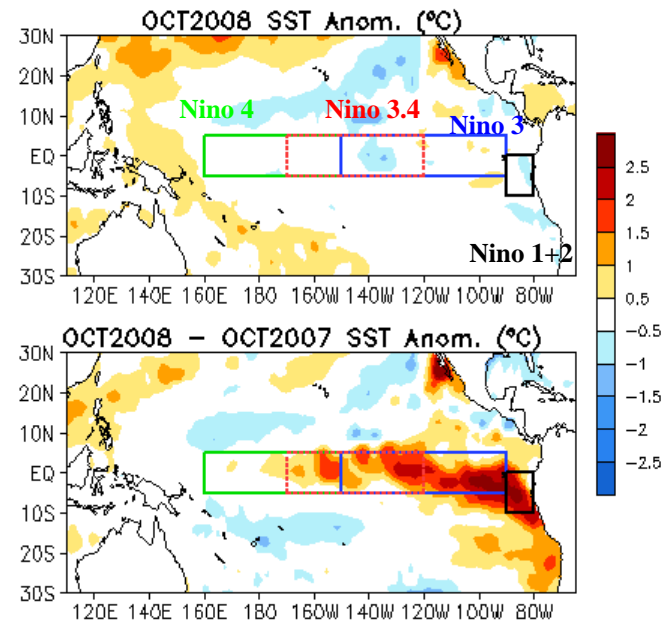 OCT2008 SST Anom. (ºC)
30N
20N
10N
EQ
10S
20S
30S
Nino 4
Nino 3.4
Nino 3
Nino 1+2
120E 140E 160E 180 160W 140W 120W 100W 80W
OCT2008 – OCT2007 SST Anom. (ºC)
30N
20N
10N
EQ
10S
20S
30S
120E 140E 160E 180 160W 140W 120W 100W 80W
2.5
2
1.5
1
0.5
−0.5
−1
−1.5
−2
−2.5